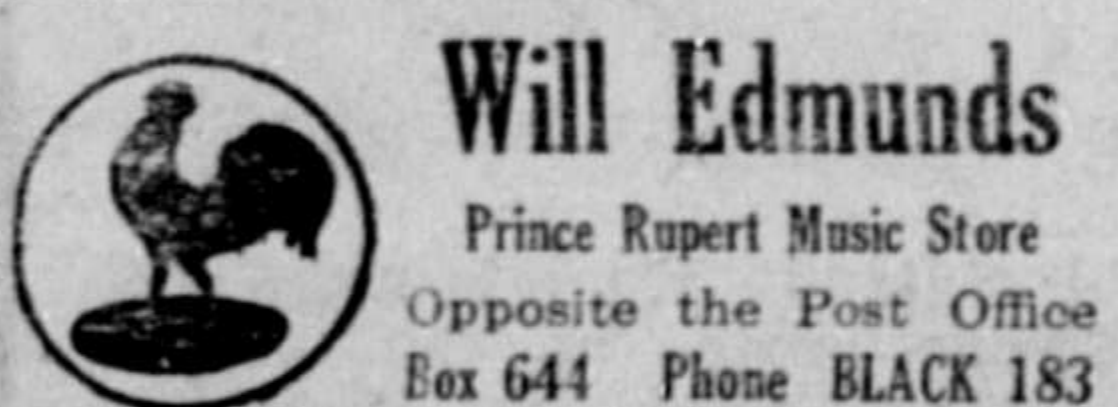 Will Edmunds
Prince Rupert Music Store
Opposite the Post Office
Box 644 Phone BLACK 183